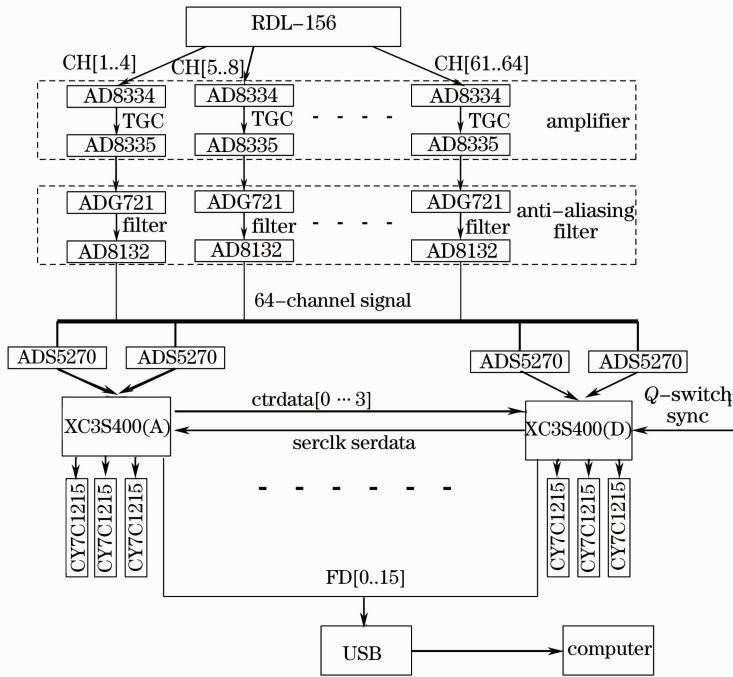 RDL-156
CH[1..4]
CH[5..8]
CH[61..64]
AD8334
AD8334
AD8334
TGC
TGC
TGC
amplifier
AD8335
AD8335
AD8335
ADG721
ADG721
ADG721
filter
filter
filter
anti-aliasing
filter
AD8132
AD8132
AD8132
64-channel signal
ADS5270
ADS5270
ADS5270
ADS5270
ctrdata[0 ··· 3]
Q-switch
sync
XC3S400(A)
XC3S400(D)
serclk serdata
CY7C1215
CY7C1215
CY7C1215
CY7C1215
CY7C1215
CY7C1215
FD[0..15]
USB
computer